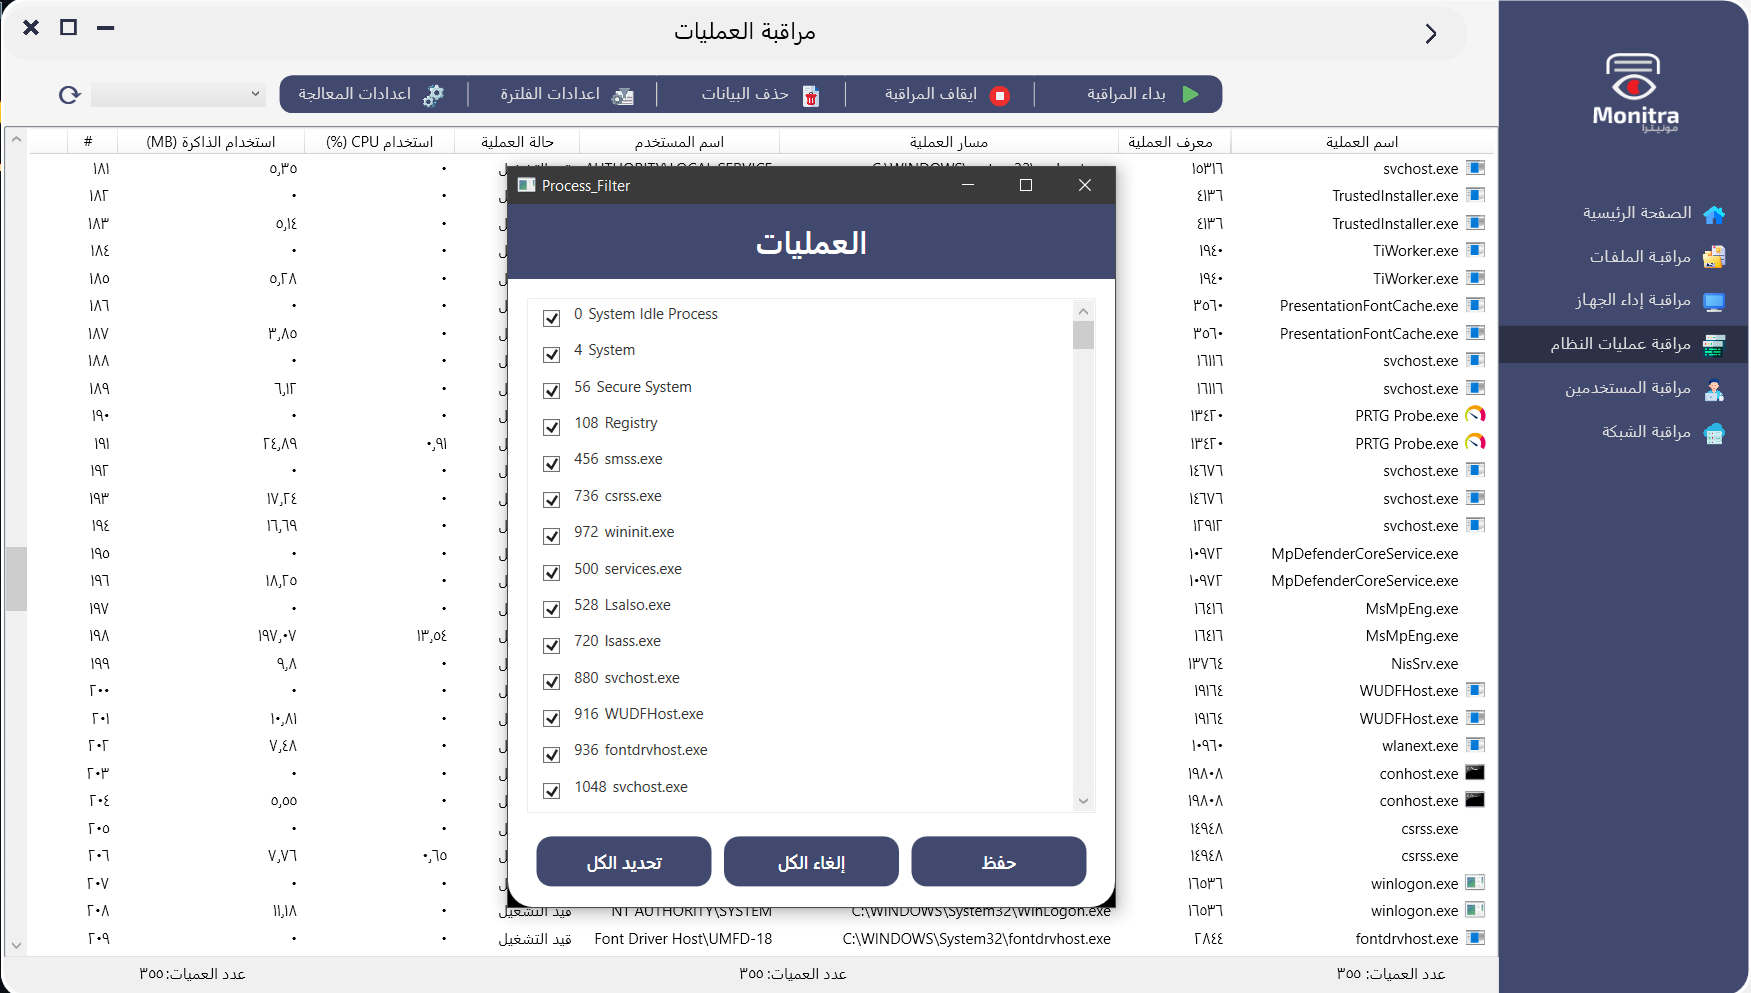 مراقبة العمليات
Monitra
مونيترا
الصفحة الرئيسية
مراقبة الملفات
مراقبة إداء الجهاز
مراقبة عمليات النظام
مراقبة المستخدمين
مراقبة الشبكة
بداء المراقبة
ايقاف المراقبة
حذف البيانات
اعدادات الفلترة
اعدادات المعالجة
اسم العملية معرف العملية مسار العملية اسم المستخدم حالة العملية استخدام CPU (%) استخدام الذاكرة (MB) #
svchost.exe ١٥٣١٦ ٠ ٥,٣٥ ١٨١
TrustedInstaller.exe ٤١٣٦ ٠ ٠ ١٨٢
TrustedInstaller.exe ٤١٣٦ ٠ ٥,١٤ ١٨٣
TiWorker.exe ١٩٤٠ ٠ ٠ ١٨٤
TiWorker.exe ١٩٤٠ ٠ ٥,٢٨ ١٨٥
PresentationFontCache.exe ٣٥٦٠ ٠ ٠ ١٨٦
PresentationFontCache.exe ٣٥٦٠ ٠ ٣,٨٥ ١٨٧
svchost.exe ١٦١١٦ ٠ ٠ ١٨٨
svchost.exe ١٦١١٦ ٠ ٦,١٢ ١٨٩
PRTG Probe.exe ١٣٤٢٠ ٠ ٠ ١٩٠
PRTG Probe.exe ١٣٤٢٠ ٠,٩١ ٢٤,٨٩ ١٩١
svchost.exe ١٤٦٧٦ ٠ ٠ ١٩٢
svchost.exe ١٤٦٧٦ ٠ ١٧,٢٤ ١٩٣
svchost.exe ١٢٩١٢ ٠ ١٦,٦٩ ١٩٤
MpDefenderCoreService.exe ١٠٩٧٢ ٠ ٠ ١٩٥
MpDefenderCoreService.exe ١٠٩٧٢ ٠ ١٨,٢٥ ١٩٦
MsMpEng.exe ١٦٤١٦ ٠ ٠ ١٩٧
MsMpEng.exe ١٦٤١٦ ١٣,٥٤ ١٩٧,٠٧ ١٩٨
NisSrv.exe ١٣٧٦٤ ٠ ٩,٨ ١٩٩
WUDFHost.exe ١٩١٦٤ ٠ ٠ ٢٠٠
WUDFHost.exe ١٩١٦٤ ٠ ١٠,٨١ ٢٠١
wlanext.exe ١٠٩٦٠ ٠ ٧,٤٨ ٢٠٢
conhost.exe ١٩٨٠٨ ٠ ٠ ٢٠٣
conhost.exe ١٩٨٠٨ ٠ ٥,٥٥ ٢٠٤
csrss.exe ١٤٩٤٨ ٠ ٠ ٢٠٥
csrss.exe ١٤٩٤٨ ٠,٦٥ ٧,٧٦ ٢٠٦
winlogon.exe ١٦٥٣٦ ٠ ٠ ٢٠٧
winlogon.exe ١٦٥٣٦ C:\WINDOWS\System32\WinLogon.exe NT AUTHORITY\SYSTEM قيد التشغيل ٠ ١١,١٨ ٢٠٨
fontdrvhost.exe ٢٨٤٤ C:\WINDOWS\System32\fontdrvhost.exe Font Driver Host\UMFD-18 قيد التشغيل ٠ ٠ ٢٠٩
عدد العميات: ٣٥٥
عدد العميات: ٣٥٥
عدد العميات: ٣٥٥
Process_Filter
العمليات
0 System Idle Process
4 System
56 Secure System
108 Registry
456 smss.exe
736 csrss.exe
972 wininit.exe
500 services.exe
528 LsaIso.exe
720 lsass.exe
880 svchost.exe
916 WUDFHost.exe
936 fontdrvhost.exe
1048 svchost.exe
حفظ
إلغاء الكل
تحديد الكل